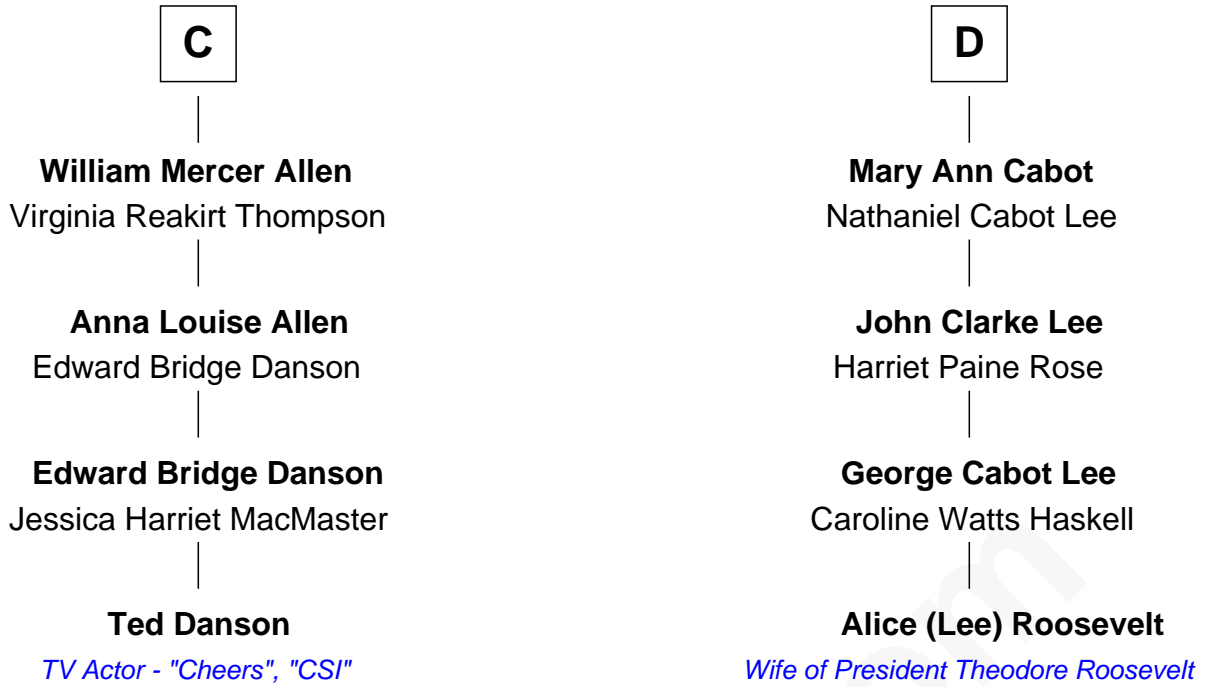 C
William Mercer Allen
Virginia Reakirt Thompson
Anna Louise Allen
Edward Bridge Danson
Edward Bridge Danson
Jessica Harriet MacMaster
Ted Danson
TV Actor - "Cheers", "CSI"
D
Mary Ann Cabot
Nathaniel Cabot Lee
John Clarke Lee
Harriet Paine Rose
George Cabot Lee
Caroline Watts Haskell
Alice (Lee) Roosevelt
Wife of President Theodore Roosevelt